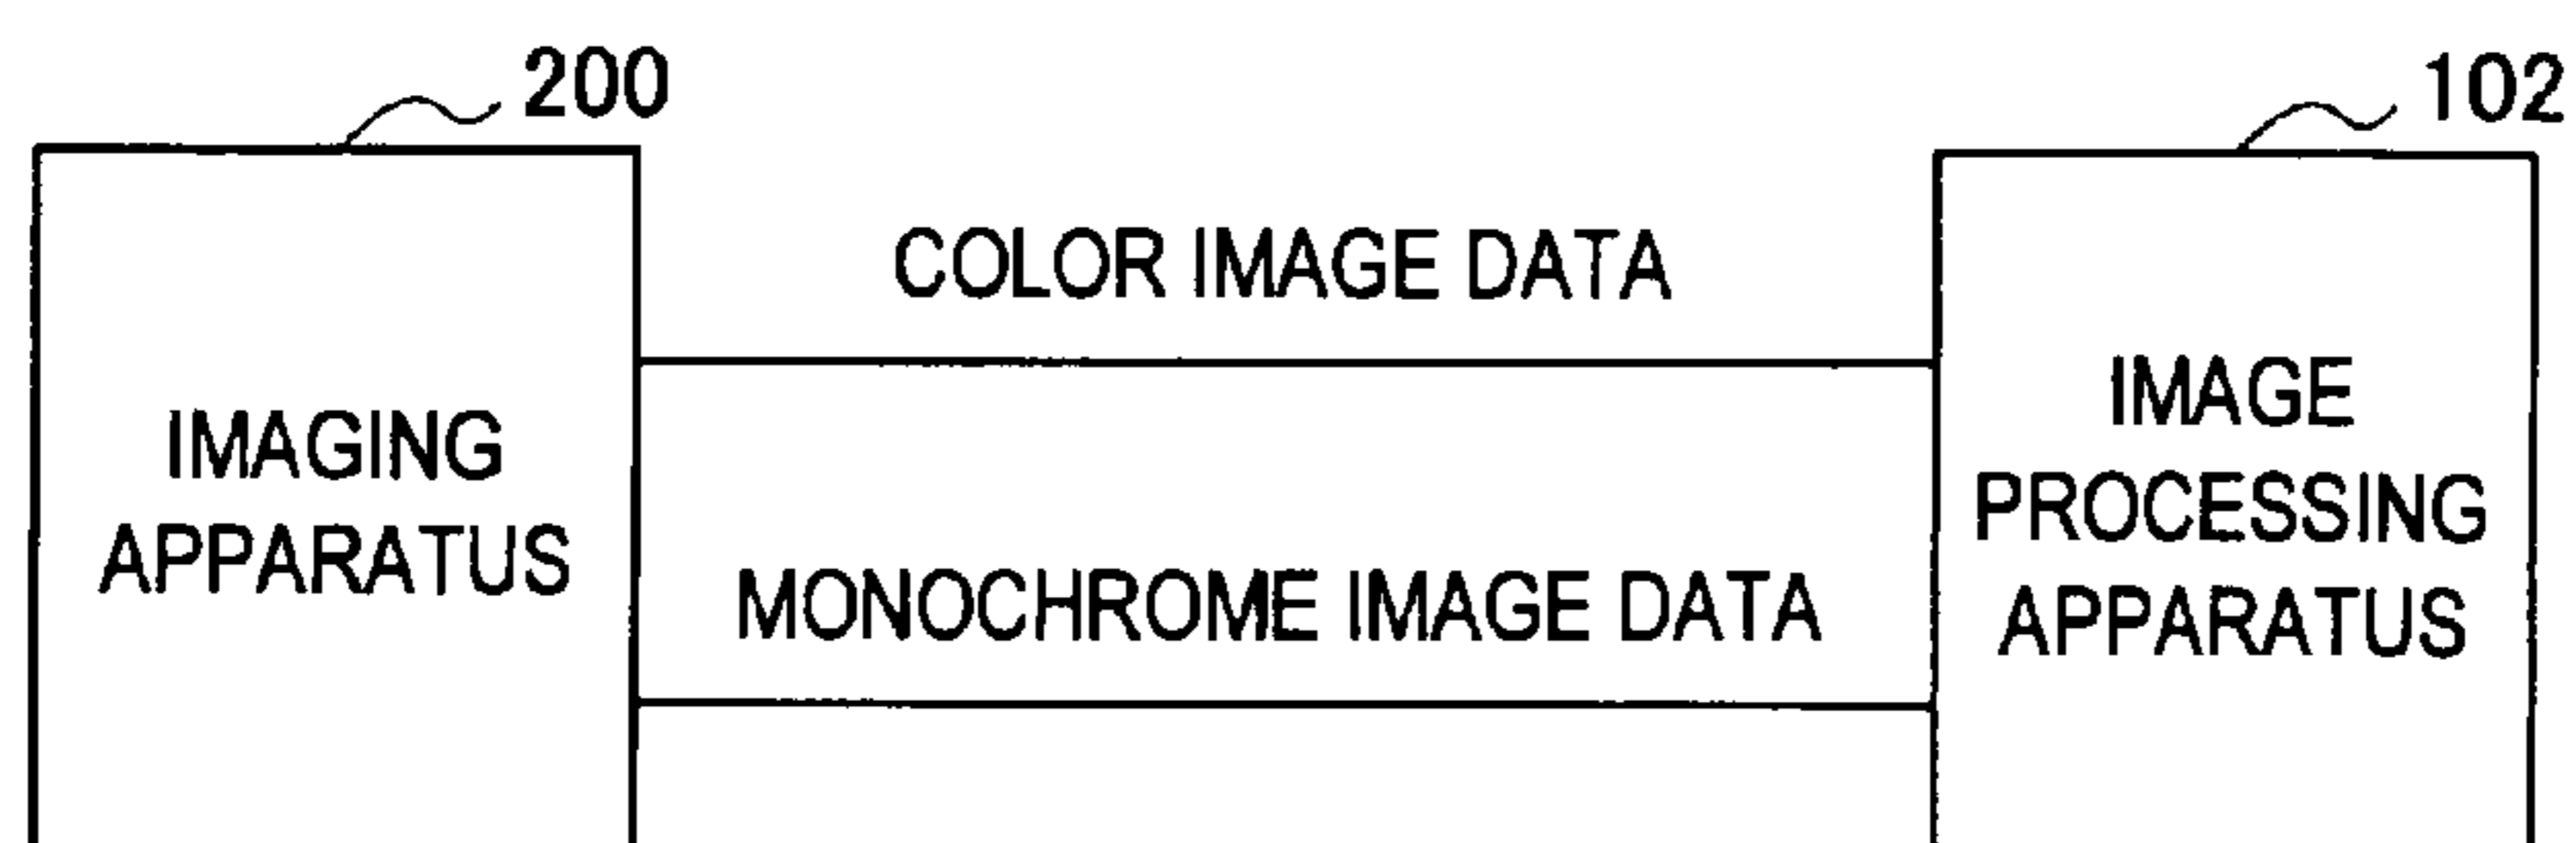 200
102
COLOR IMAGE DATA
IMAGING
APPARATUS
MONOCHROME IMAGE DATA
IMAGE
PROCESSING
APPARATUS